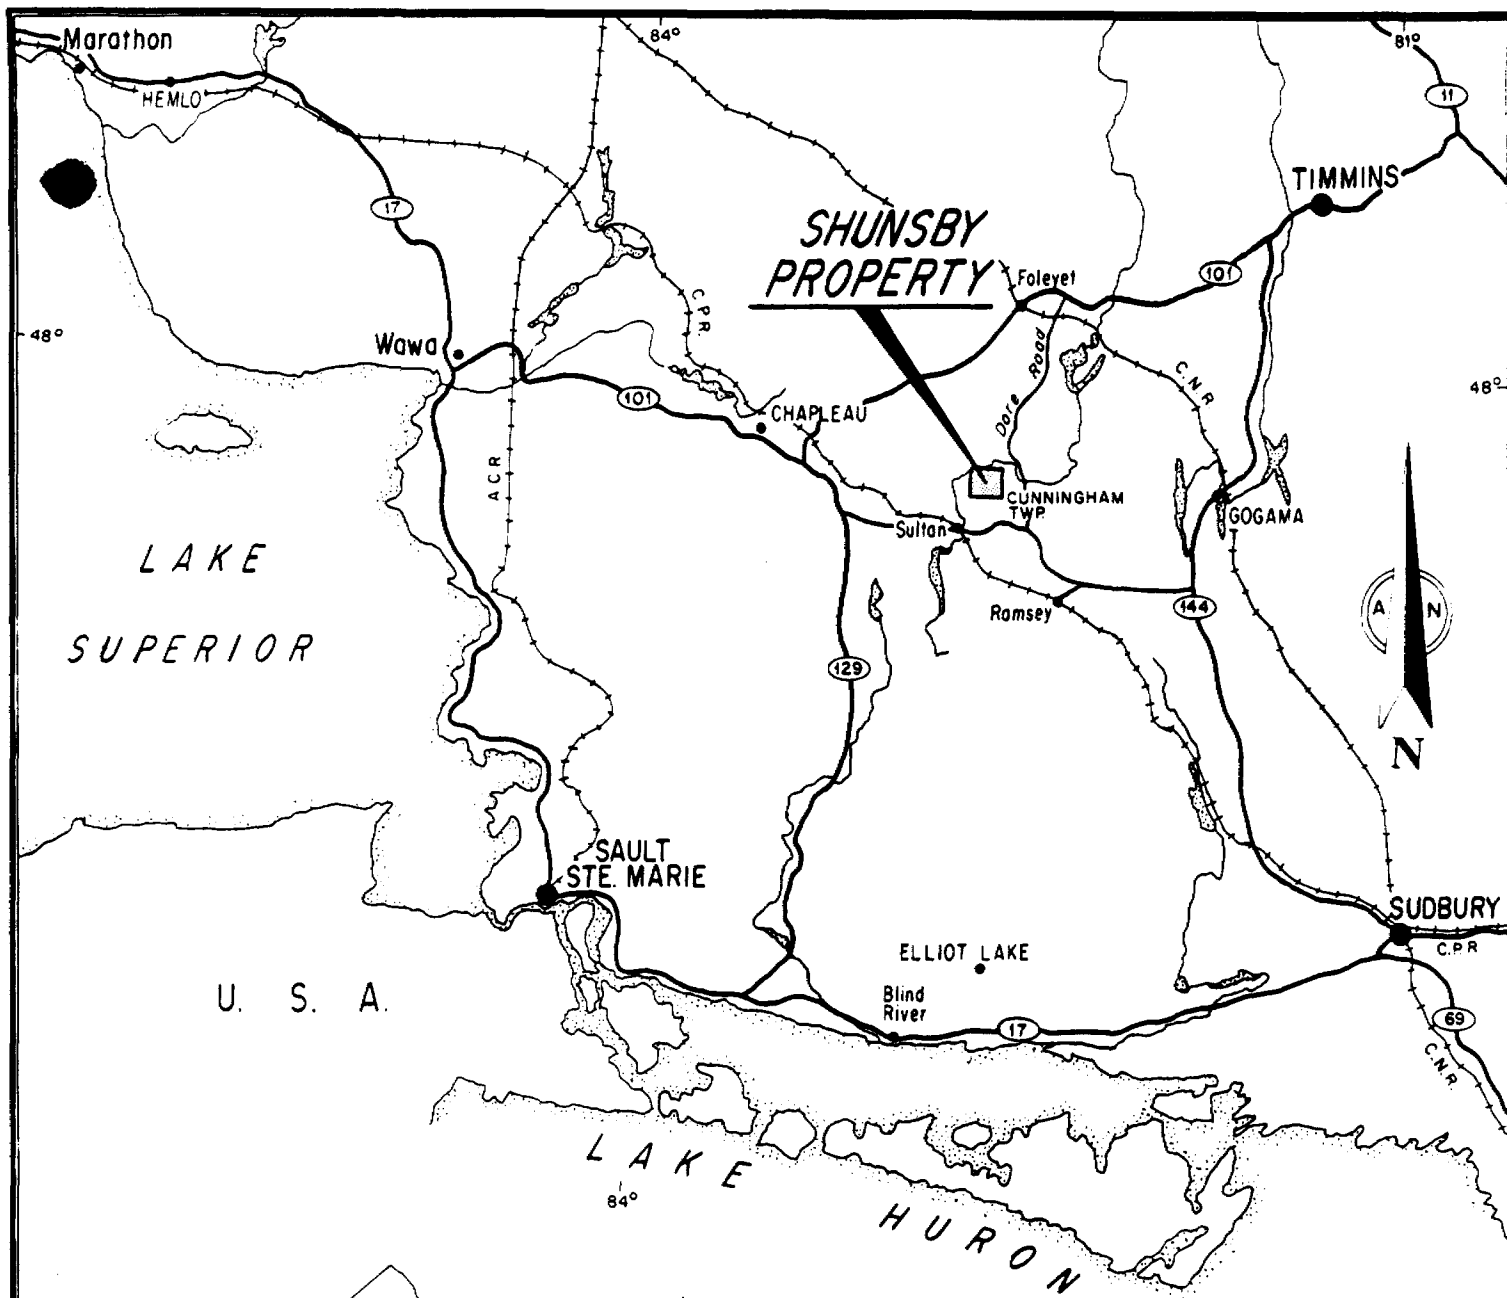 84°
81°
Marathon
HEMLO
11
TIMMINS
17
SHUNSBY
PROPERTY
101
Foleyet
C.P.R.
48°
Wawa
Dore Road
C.N.R.
48°
101
CHAPLEAU
A.C.R.
CUNNINGHAM
TWP.
GOGAMA
Sultan
LAKE
SUPERIOR
Ramsey
144
A N
129
N
SAULT
STE. MARIE
SUDBURY
C.P.R.
ELLIOT LAKE
U. S. A.
Blind
River
17
69
C.N.R.
LAKE
HURON
84°